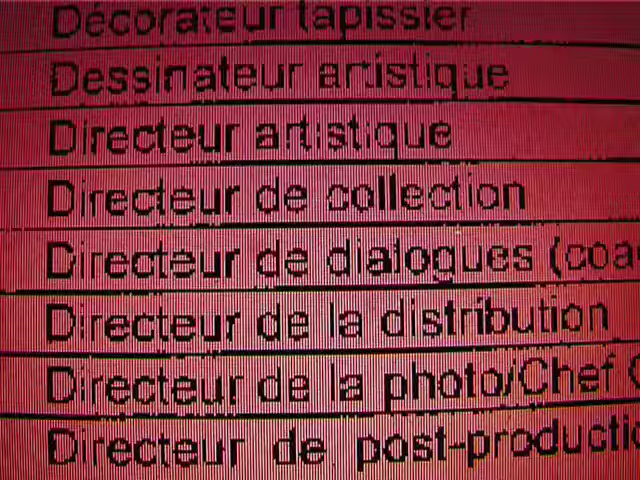 Décorateur tapissier
Dessinateur artistique
Directeur artistique
Directeur de collection
Directeur de dialogues (coa
Directeur de la distribution
Directeur de la photo/Chef
Directeur de post-productio